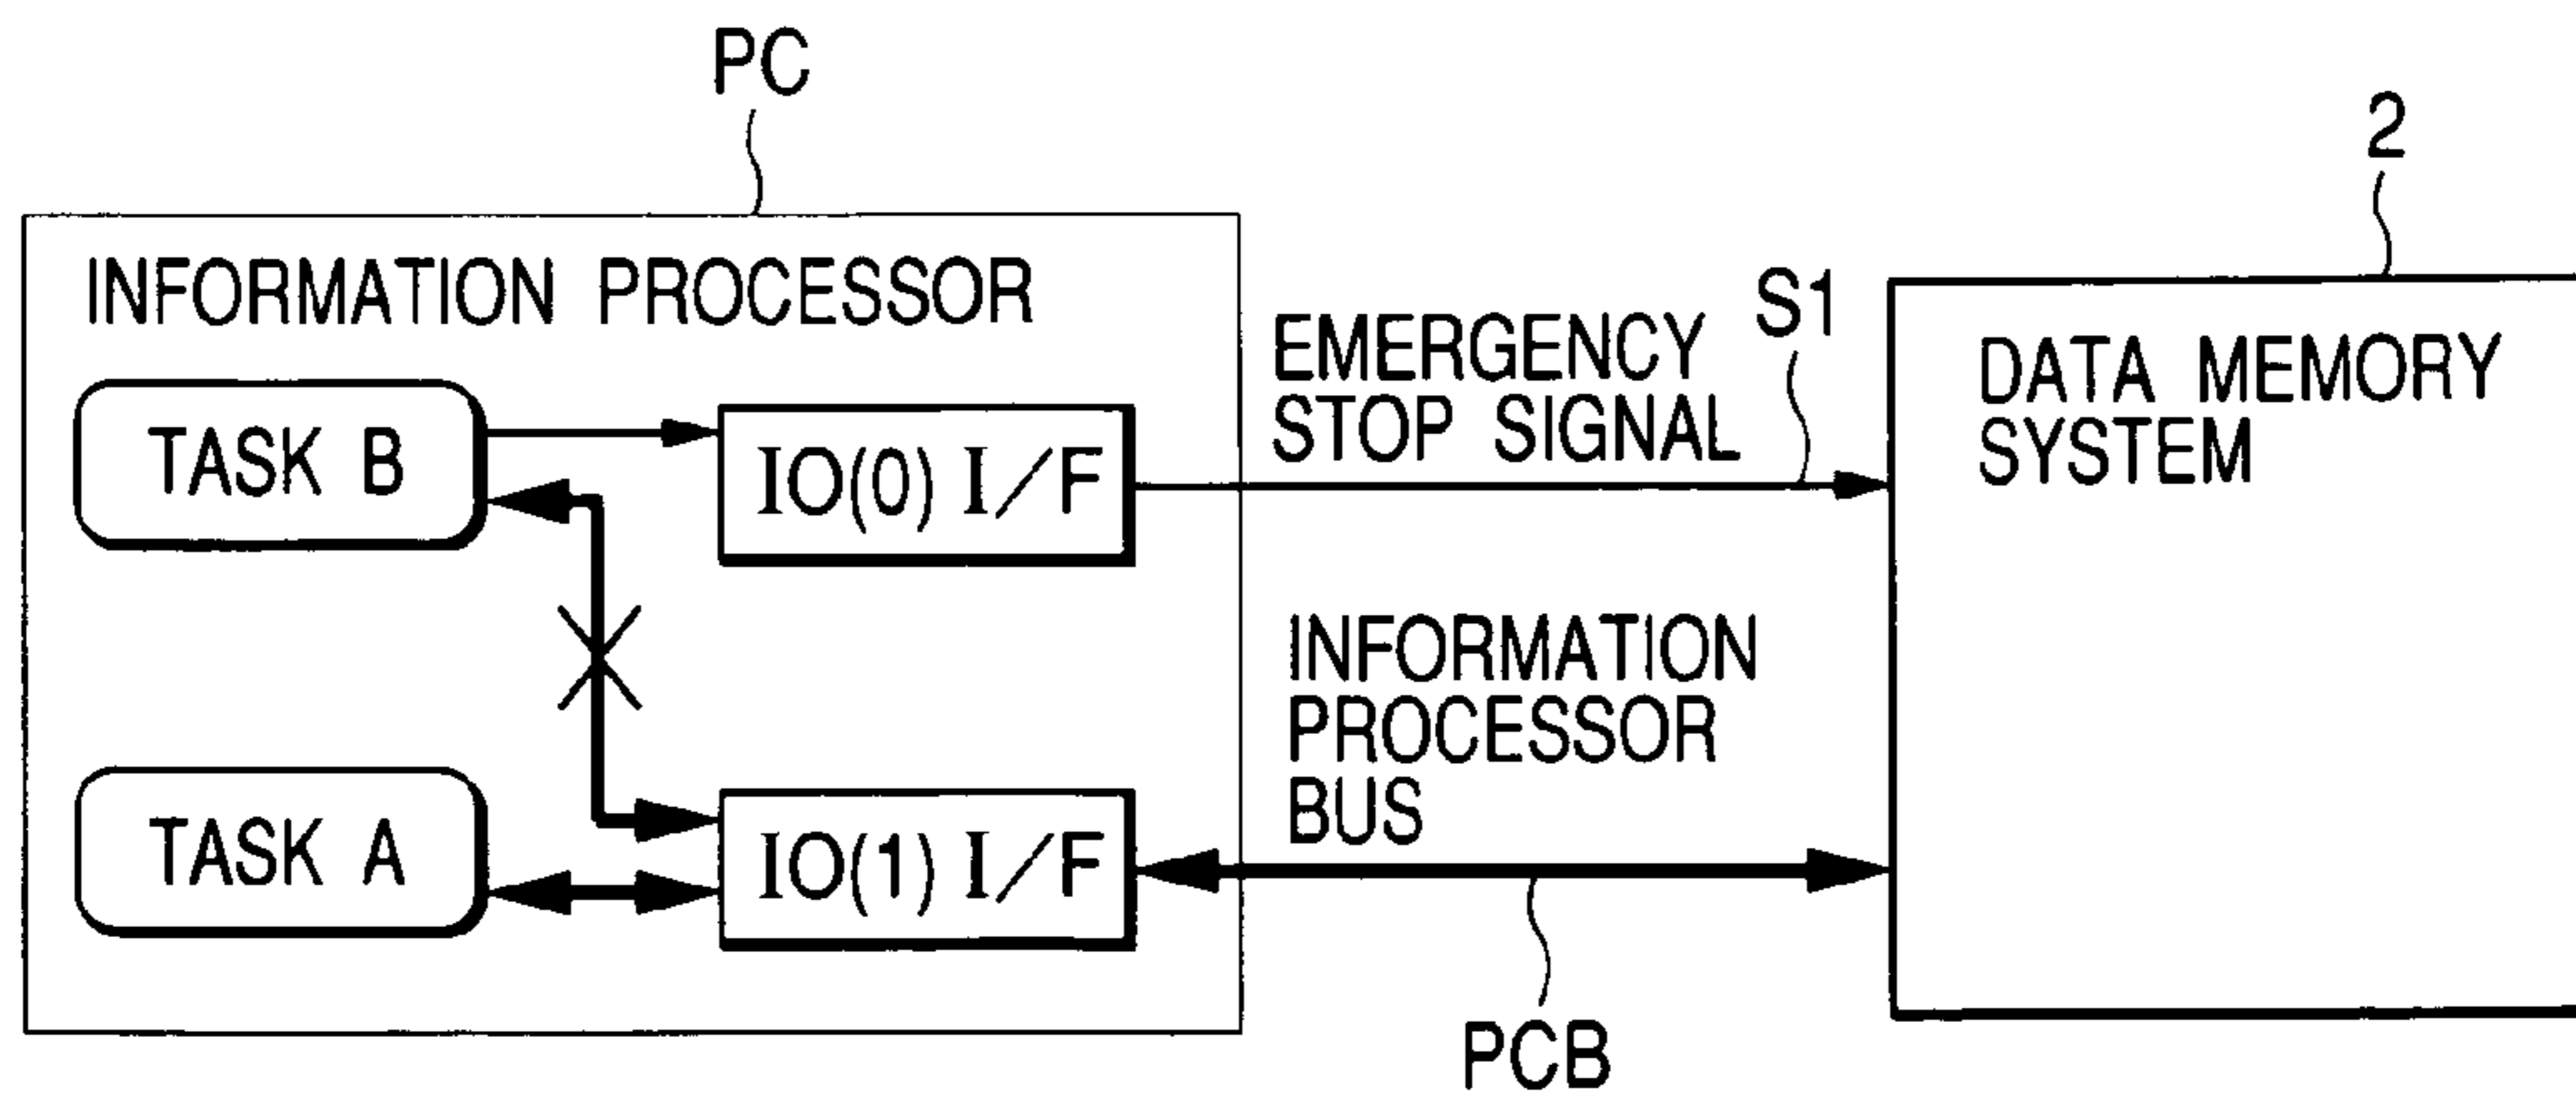 PC
2
INFORMATION PROCESSOR
S1
EMERGENCY
STOP SIGNAL
DATA MEMORY
SYSTEM
TASK B
IO(0) I/F
INFORMATION
PROCESSOR
BUS
TASK A
IO(1) I/F
PCB